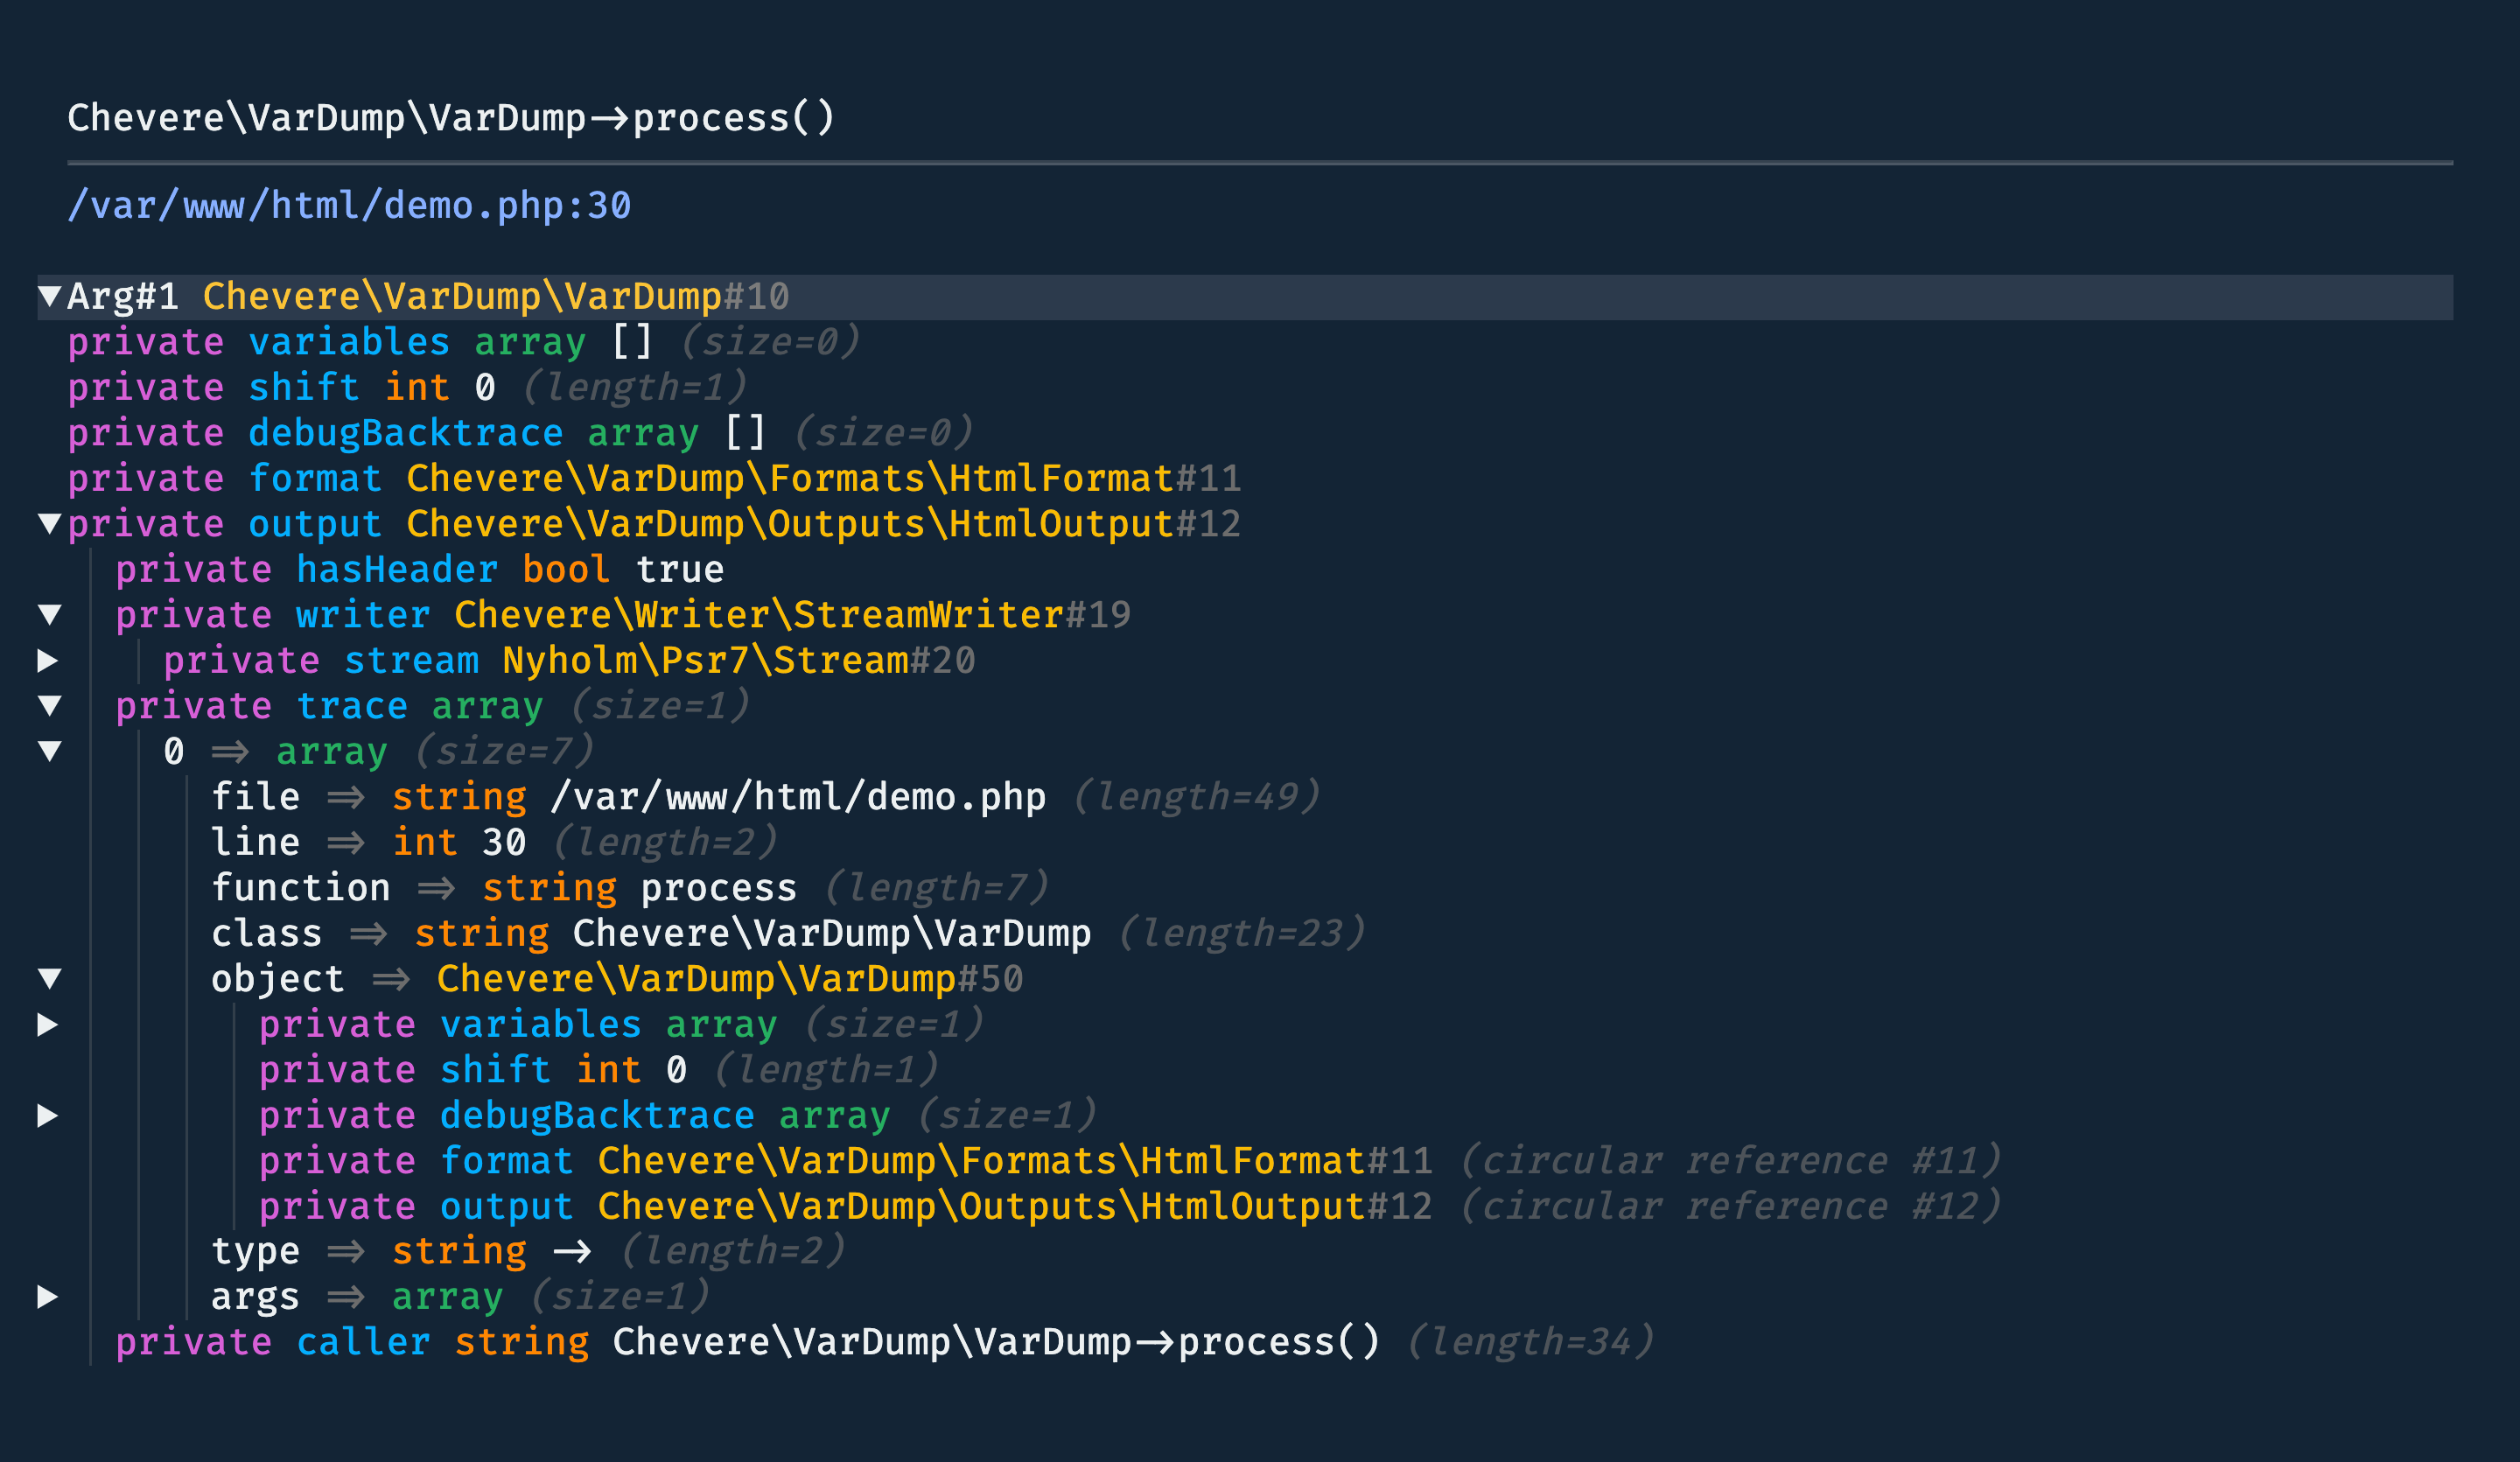 Chevere\VarDump\VarDump->process()
/var/www/html/demo.php:30
▼Arg#1 Chevere\VarDump\VarDump#10
private variables array [] (size=0)
private shift int 0 (length=1)
private debugBacktrace array [] (size=0)
private format Chevere\VarDump\Formats\HtmlFormat#11
▼private output Chevere\VarDump\Outputs\HtmlOutput#12
private hasHeader bool true
▼ private writer Chevere\Writer\StreamWriter#19
▶ private stream Nyholm\Psr7\Stream#20
▼ private trace array (size=1)
▼ 0 => array (size=7)
file => string /var/www/html/demo.php (length=49)
line => int 30 (length=2)
function => string process (length=7)
class => string Chevere\VarDump\VarDump (length=23)
▼ object => Chevere\VarDump\VarDump#50
▶ private variables array (size=1)
private shift int 0 (length=1)
▶ private debugBacktrace array (size=1)
private format Chevere\VarDump\Formats\HtmlFormat#11 (circular reference #11)
private output Chevere\VarDump\Outputs\HtmlOutput#12 (circular reference #12)
type => string -> (length=2)
▶ args => array (size=1)
private caller string Chevere\VarDump\VarDump->process() (length=34)